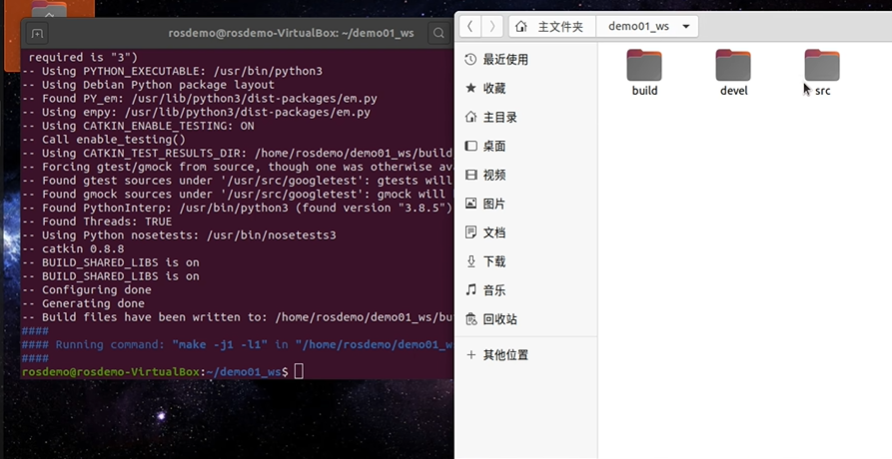 rosdemo@rosdemo-VirtualBox: ~/demo01_ws
required is "3")
-- Using PYTHON_EXECUTABLE: /usr/bin/python3
-- Using Debian Python package layout
-- Found PY_em: /usr/lib/python3/dist-packages/em.py
-- Using empy: /usr/lib/python3/dist-packages/em.py
-- Using CATKIN_ENABLE_TESTING: ON
-- Call enable_testing()
-- Using CATKIN_TEST_RESULTS_DIR: /home/rosdemo/demo01_ws/build
-- Forcing gtest/gmock from source, though one was otherwise av
-- Found gtest sources under '/usr/src/googletest': gtests will
-- Found gmock sources under '/usr/src/googletest': gmock will
-- Found PythonInterp: /usr/bin/python3 (found version "3.8.5")
-- Found Threads: TRUE
-- Using Python nosetests: /usr/bin/nosetests3
-- catkin 0.8.8
-- BUILD_SHARED_LIBS is on
-- BUILD_SHARED_LIBS is on
-- Configuring done
-- Generating done
-- Build files have been written to: /home/rosdemo/demo01_ws/bu
####
#### Running command: "make -j1 -l1" in "/home/rosdemo/demo01_w
####
rosdemo@rosdemo-VirtualBox:~/demo01_ws$
主文件夹 demo01_ws
最近使用
收藏
主目录
桌面
视频
图片
文档
下载
音乐
回收站
其他位置
build devel src